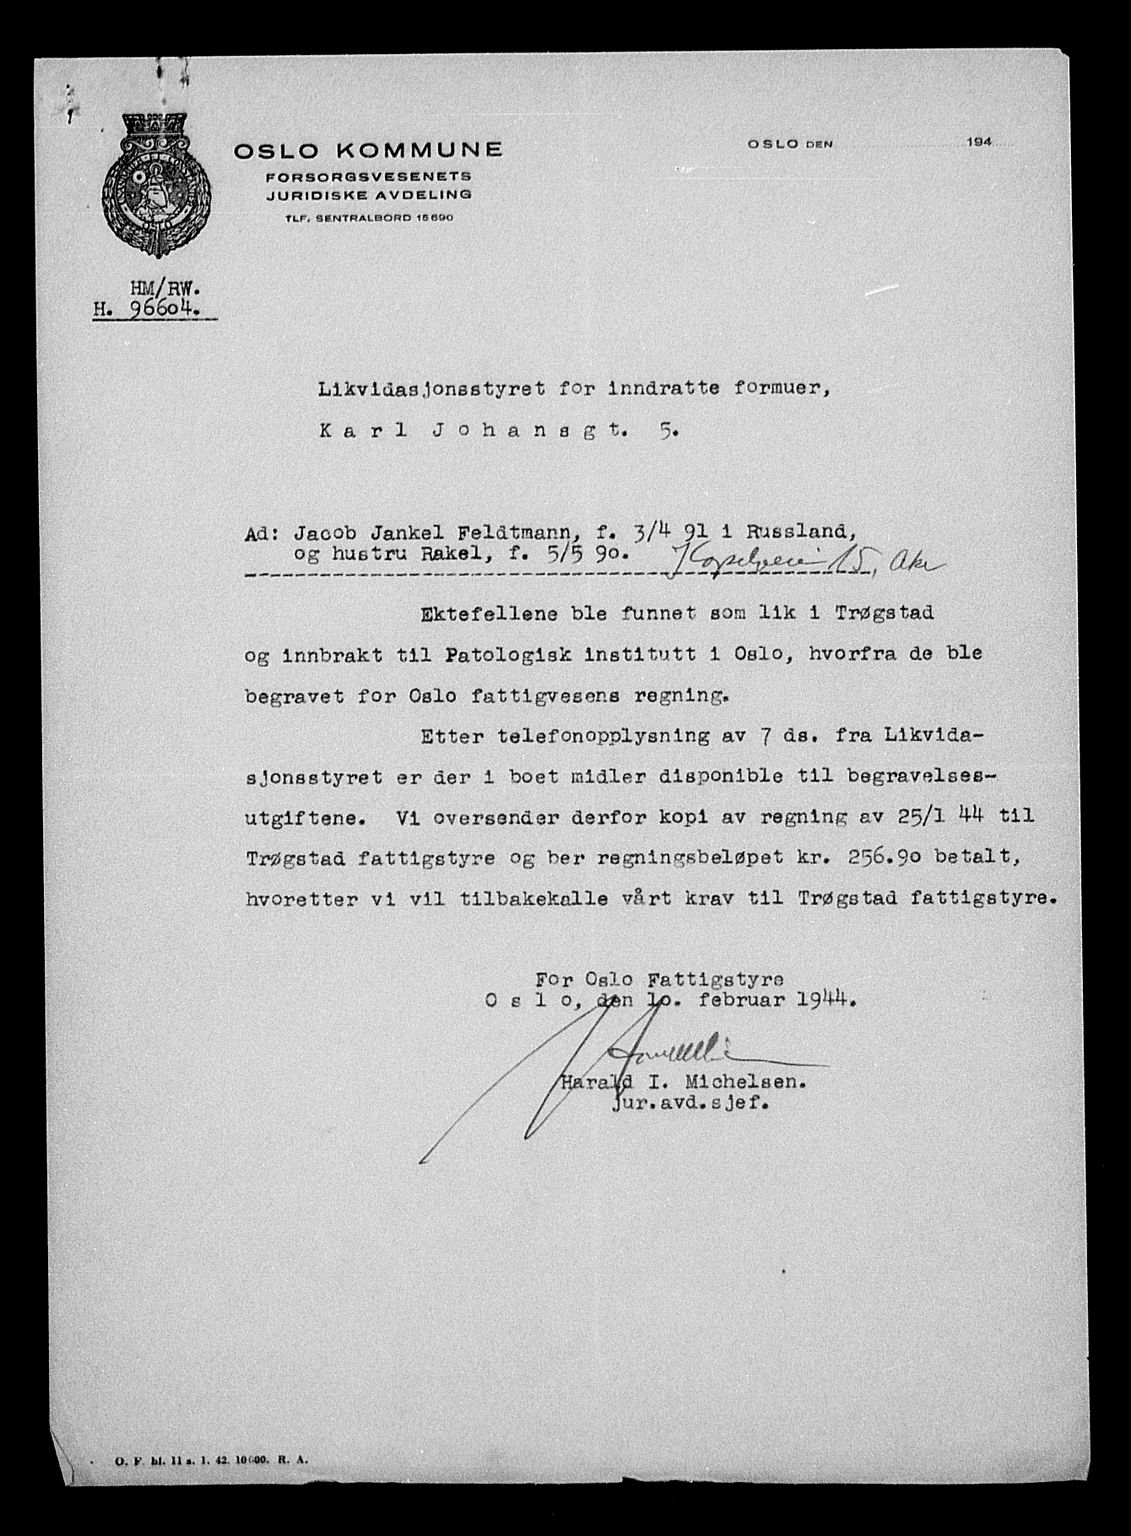 OSLO KOMMUNE
FORSORGSVESENETS
JURIDISKE AVDELING
TLF. SENTRALBORD 15690
OSLO DEN 194
OSLO
HM/RW.
H. 96604.
Likvidasjonsstyret for inndratte formuer,
Karl Johansgt. 5.
Ad: Jacob Jankel Feldtmann, f. 3/4 91 i Russland,
og hustru Rakel, f. 5/5 90. 15, Aker
Ektefellene ble funnet som lik i Trøgstad
og innbrakt til Patologisk institutt i Oslo, hvorfra de ble
begravet for Oslo fattigvesens regning.
Etter telefonopplysning av 7 ds. fra Likvida-
sjonsstyret er der i boet midler disponible til begravelses-
utgiftene. Vi oversender derfor kopi av regning av 25/1 44 til
Trøgstad fattigstyre og ber regningsbeløpet kr. 256.90 betalt,
hvoretter vi vil tilbakekalle vårt krav til Trøgstad fattigstyre.
For Oslo Fattigstyre
Oslo, den 10. februar 1944.
Harald I. Michelsen.
jur.avd.sjef.
O. F. bl. 11 a. 1. 42. 10000. R. A.